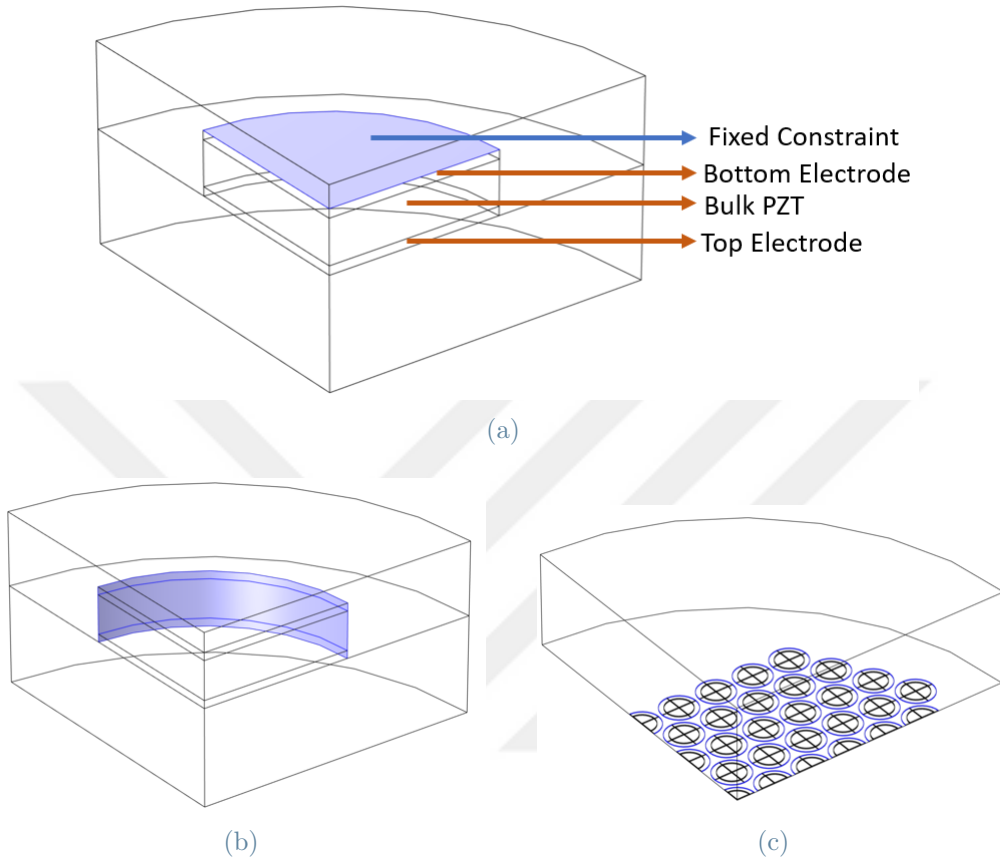 Fixed Constraint
Bottom Electrode
Bulk PZT
Top Electrode
(a)
(b)
(c)